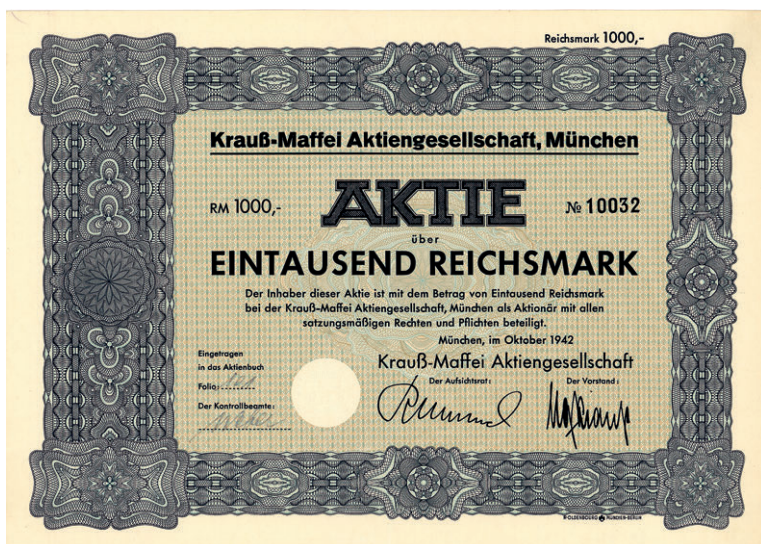 Reichsmark 1000,-
Krauß-Maffei Aktiengesellschaft, München
RM 1000,- AKTIE № 10032
über
EINTAUSEND REICHSMARK
Der Inhaber dieser Aktie ist mit dem Betrag von Eintausend Reichsmark
bei der Krauß-Maffei Aktiengesellschaft, München als Aktionär mit allen
satzungsmäßigen Rechten und Pflichten beteiligt.
München, im Oktober 1942
Eingetragen
in das Aktienbuch
Folio:
Der Kontrollbeamte:
Krauß-Maffei Aktiengesellschaft
Der Aufsichtsrat: Der Vorstand:
R·OLDENBOURG MÜNCHEN-BERLIN